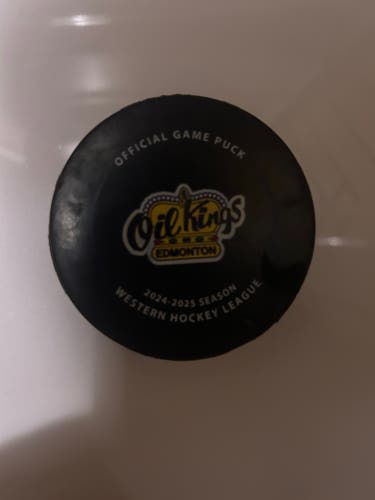 OFFICIAL GAME PUCK
Oil Kings
EDMONTON
2024-2025 SEASON
WESTERN HOCKEY LEAGUE